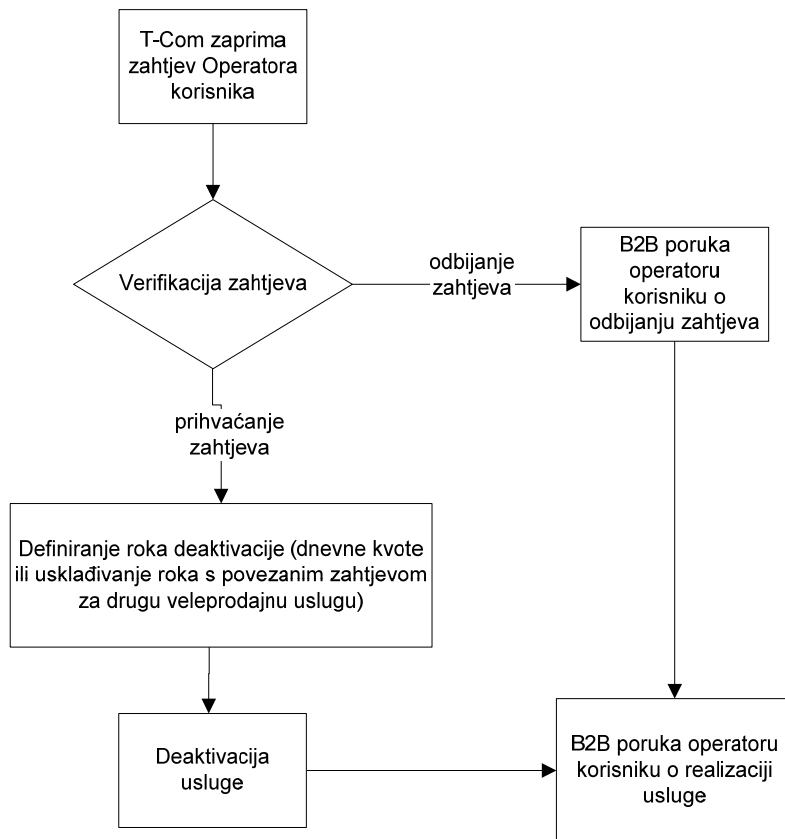 T-Com zaprima
zahtjev Operatora
korisnika
Verifikacija zahtjeva
odbijanje
zahtjeva
B2B poruka
operatoru
korisniku o
odbijanju zahtjeva
prihvaćanje
zahtjeva
Definiranje roka deaktivacije (dnevne kvote
ili usklađivanje roka s povezanim zahtjevom
za drugu veleprodajnu uslugu)
Deaktivacija
usluge
B2B poruka operatoru
korisniku o realizaciji
usluge